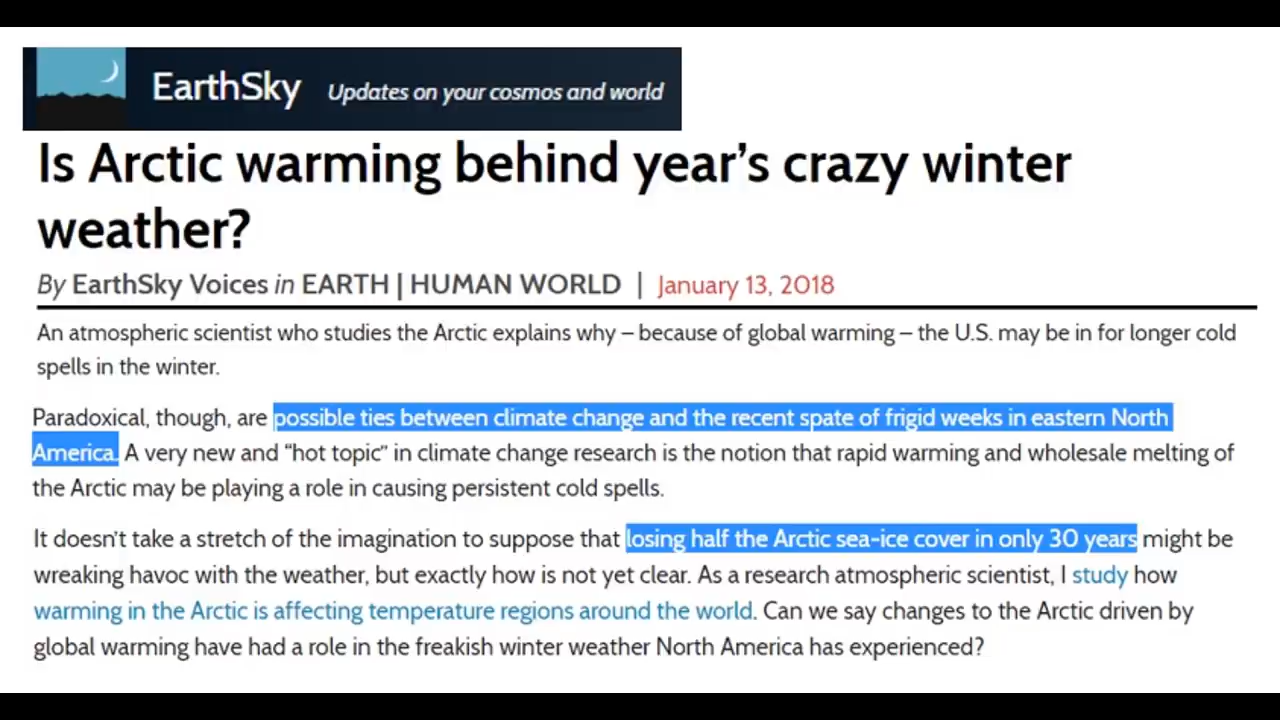 EarthSky Updates on your cosmos and world
Is Arctic warming behind year's crazy winter
weather?
By EarthSky Voices in EARTH | HUMAN WORLD | January 13, 2018
An atmospheric scientist who studies the Arctic explains why – because of global warming – the U.S. may be in for longer cold
spells in the winter.
Paradoxical, though, are possible ties between climate change and the recent spate of frigid weeks in eastern North
America. A very new and "hot topic" in climate change research is the notion that rapid warming and wholesale melting of
the Arctic may be playing a role in causing persistent cold spells.
It doesn't take a stretch of the imagination to suppose that losing half the Arctic sea-ice cover in only 30 years might be
wreaking havoc with the weather, but exactly how is not yet clear. As a research atmospheric scientist, I study how
warming in the Arctic is affecting temperature regions around the world. Can we say changes to the Arctic driven by
global warming have had a role in the freakish winter weather North America has experienced?